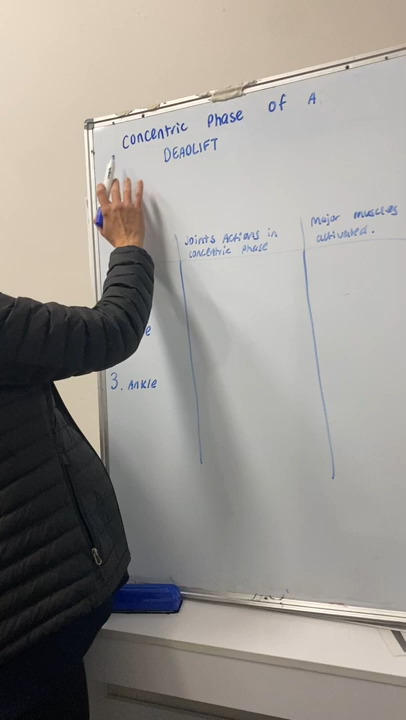 Concentric Phase of A
DEADLIFT
Joints Actions in
concentric Phase
Major muscles
activated.
3. Ankle